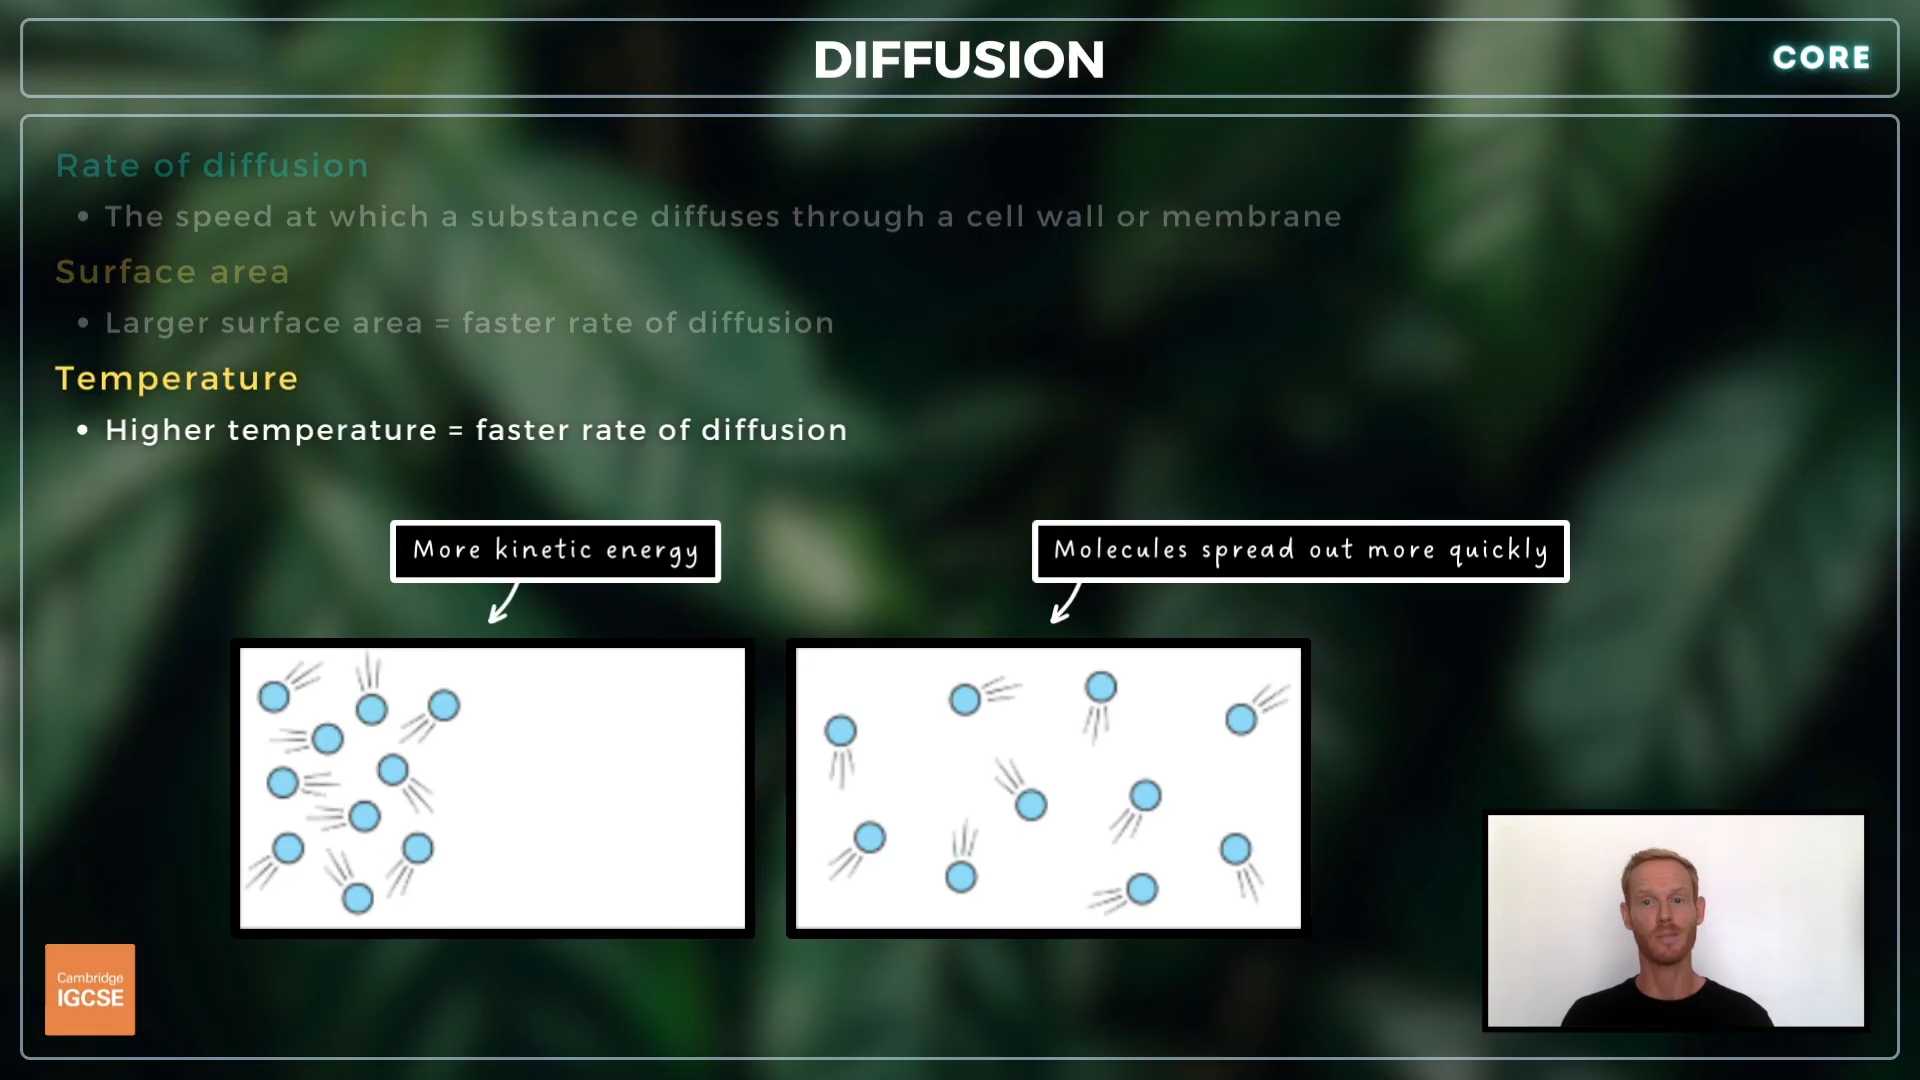 DIFFUSION
CORE
Rate of diffusion
• The speed at which a substance diffuses through a cell wall or membrane
Surface area
• Larger surface area = faster rate of diffusion
Temperature
• Higher temperature = faster rate of diffusion
More kinetic energy
Molecules spread out more quickly
Cambridge
IGCSE